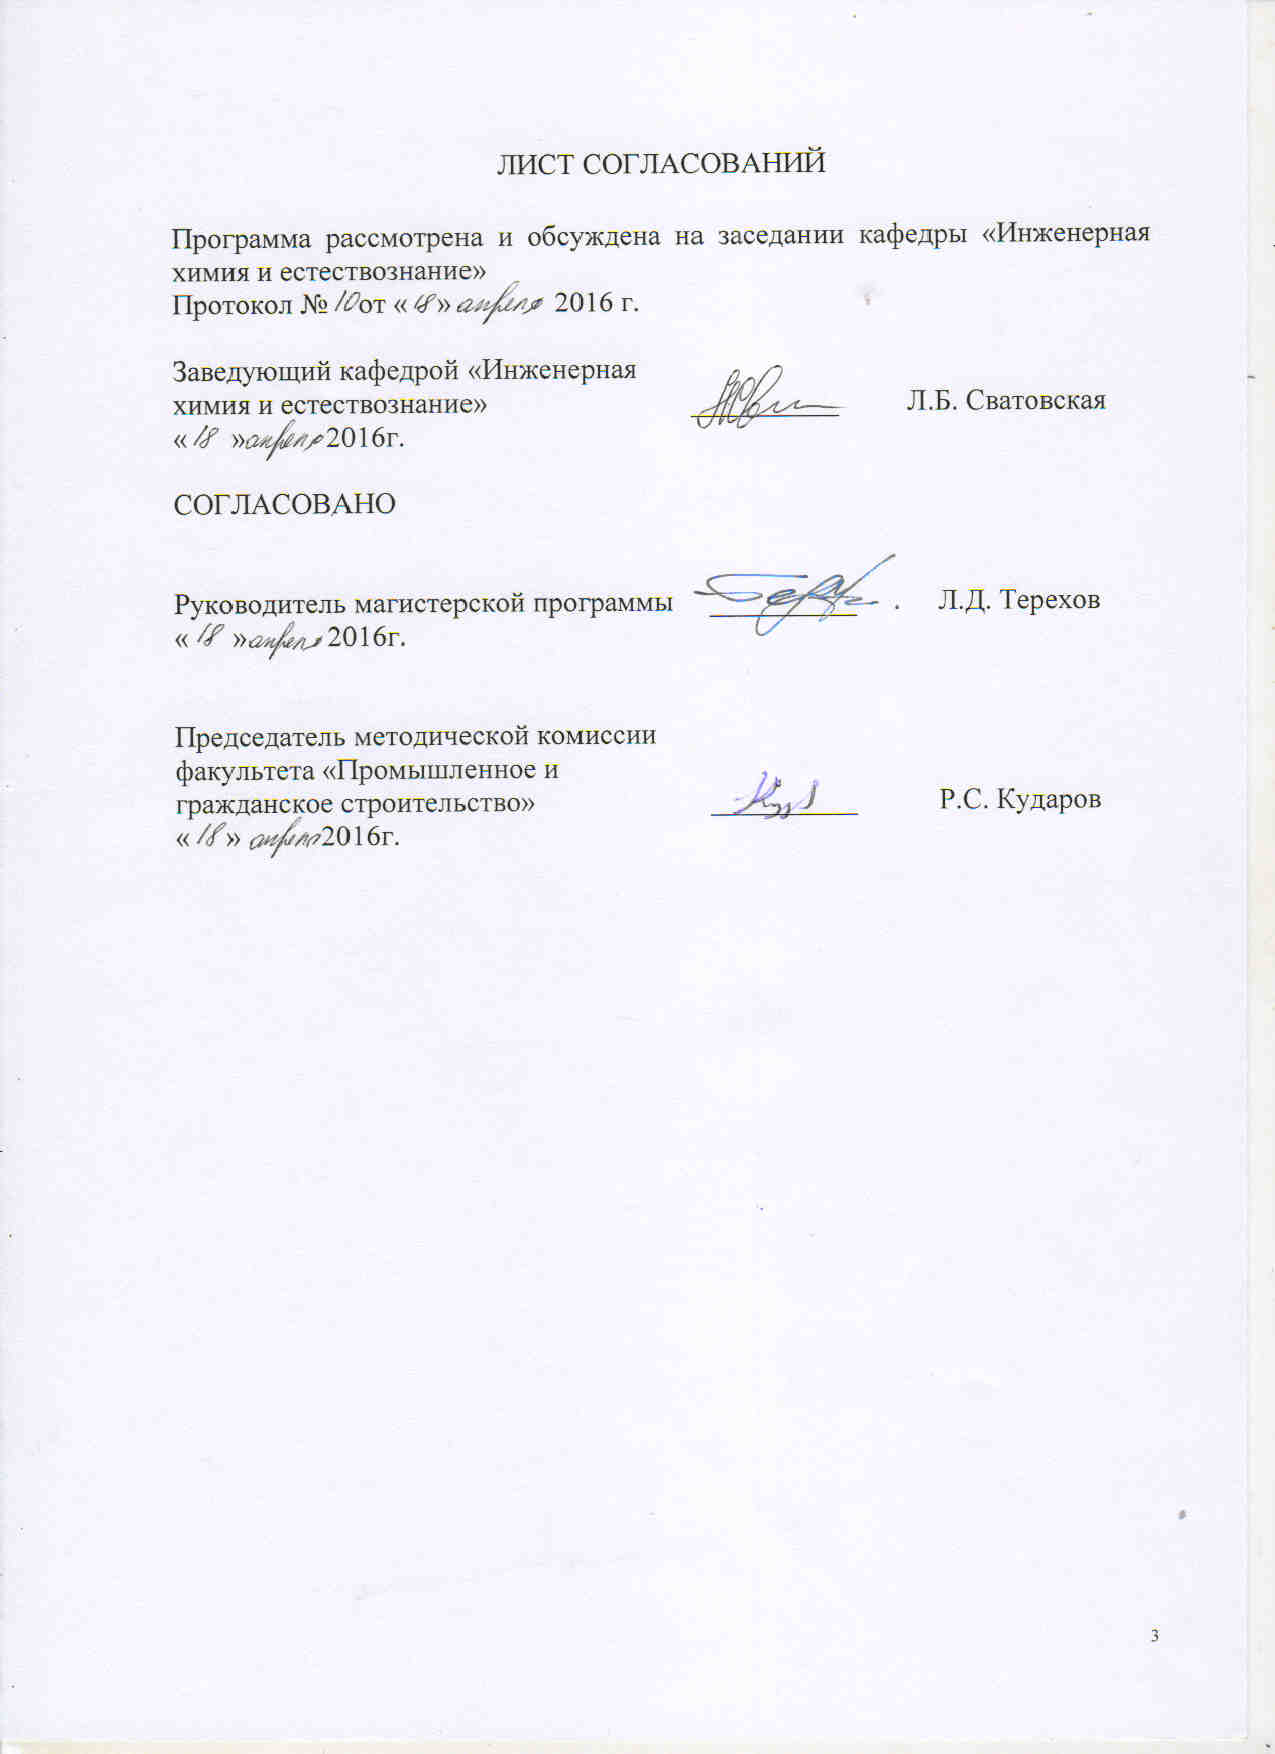 ЛИСТ СОГЛАСОВАНИЙ
Программа рассмотрена и обсуждена на заседании кафедры «Инженерная
химия и естествознание»
Протокол № 10 от «18» апреля 2016 г.
Заведующий кафедрой «Инженерная
химия и естествознание» Л.Б. Сватовская
«18» апреля 2016г.
СОГЛАСОВАНО
Руководитель магистерской программы Л.Д. Терехов
«18» апреля 2016г.
Председатель методической комиссии
факультета «Промышленное и
гражданское строительство» Р.С. Кударов
«18» апреля 2016г.
3